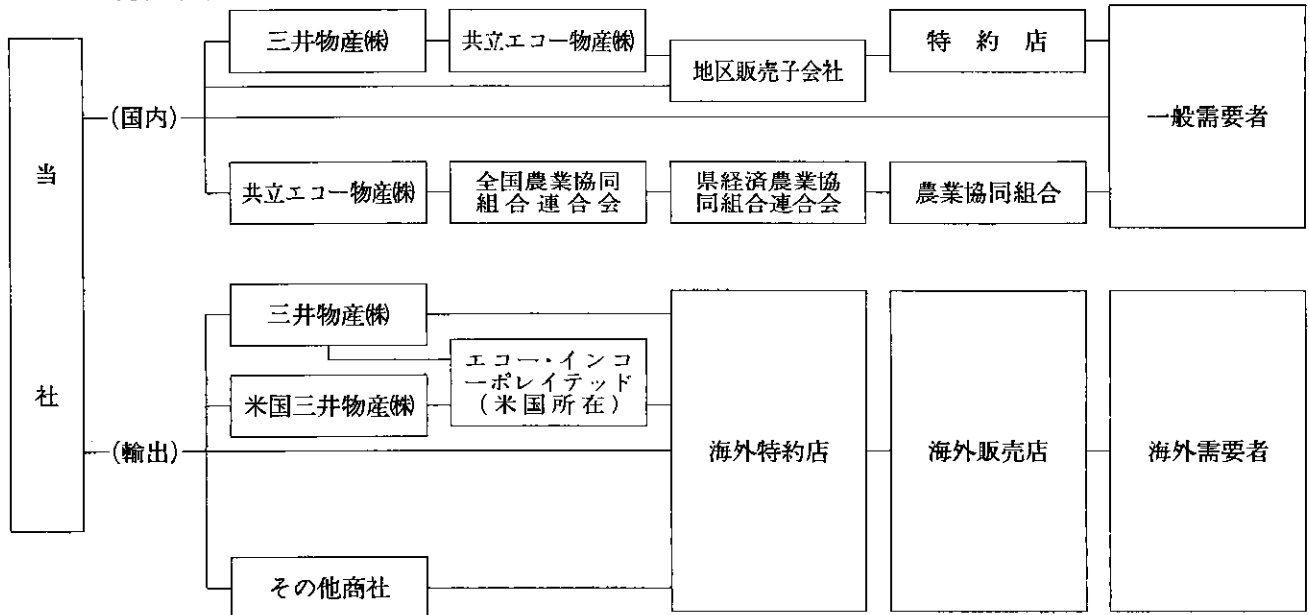 三井物産㈱
共立エコー物産㈱
地区販売子会社
特約店
(国内)
一般需要者
当社
共立エコー物産㈱
全国農業協同
組合連合会
県経済農業協
同組合連合会
農業協同組合
三井物産㈱
エコー・インコ
ーポレイテッド
(米国所在)
米国三井物産㈱
(輸出)
海外特約店
海外販売店
海外需要者
その他商社